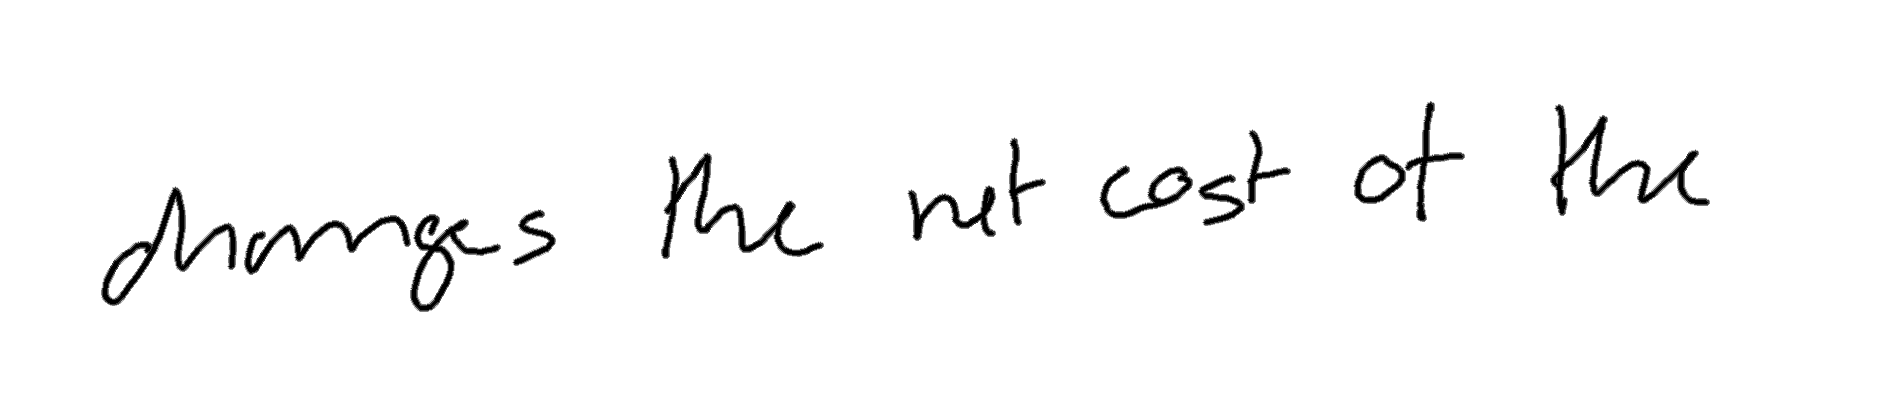 changes the net cost of the